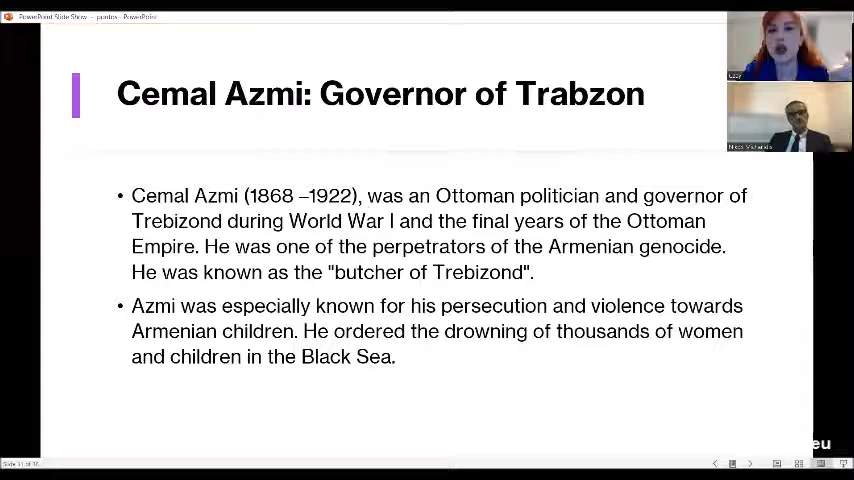 PowerPoint Slide Show - pontos - PowerPoint
Cemal Azmi: Governor of Trabzon
• Cemal Azmi (1868 –1922), was an Ottoman politician and governor of
Trebizond during World War I and the final years of the Ottoman
Empire. He was one of the perpetrators of the Armenian genocide.
He was known as the "butcher of Trebizond".
• Azmi was especially known for his persecution and violence towards
Armenian children. He ordered the drowning of thousands of women
and children in the Black Sea.
eu